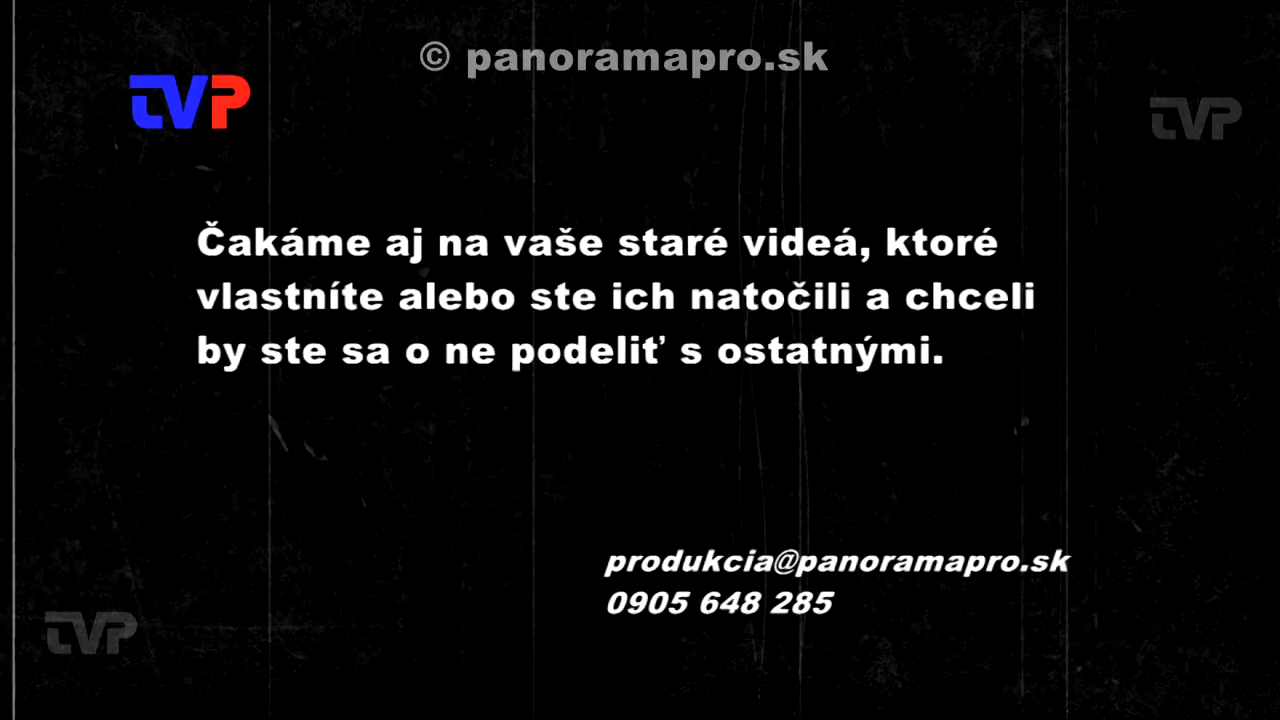 © panoramapro.sk
TVP
TVP
Čakáme aj na vaše staré videá, ktoré
vlastníte alebo ste ich natočili a chceli
by ste sa o ne podeliť s ostatnými.
produkcia@panoramapro.sk
0905 648 285
TVP